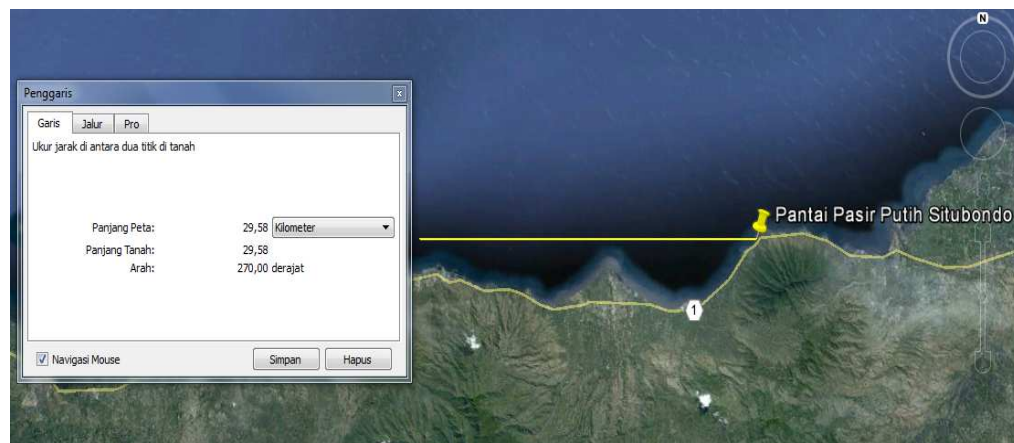 N
Penggaris
x
Garis Jalur Pro
Ukur jarak di antara dua titik di tanah
Panjang Peta: 29,58 Kilometer
Panjang Tanah: 29,58
Arah: 270,00 derajat
Navigasi Mouse Simpan Hapus
Pantai Pasir Putih Situbondo
1